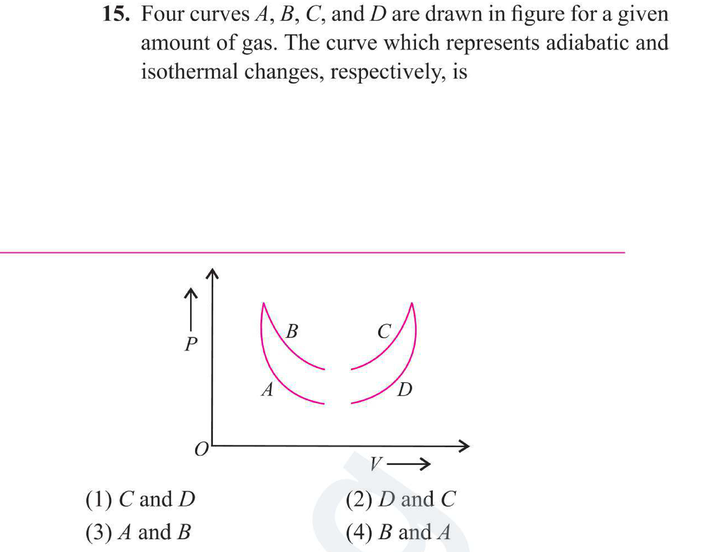 15. Four curves A, B, C, and D are drawn in figure for a given
amount of gas. The curve which represents adiabatic and
isothermal changes, respectively, is
P
B
C
A
D
O
V
(1) C and D
(2) D and C
(3) A and B
(4) B and A